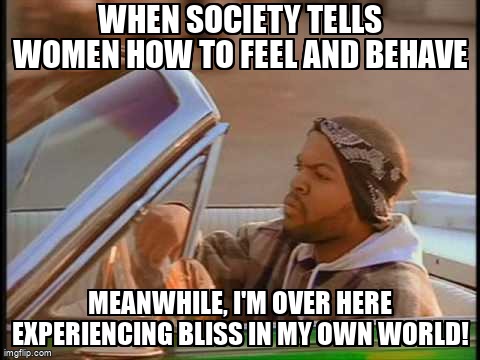 WHEN SOCIETY TELLS
WOMEN HOW TO FEEL AND BEHAVE
MEANWHILE, I'M OVER HERE
EXPERIENCING BLISS IN MY OWN WORLD!
imgflip.com